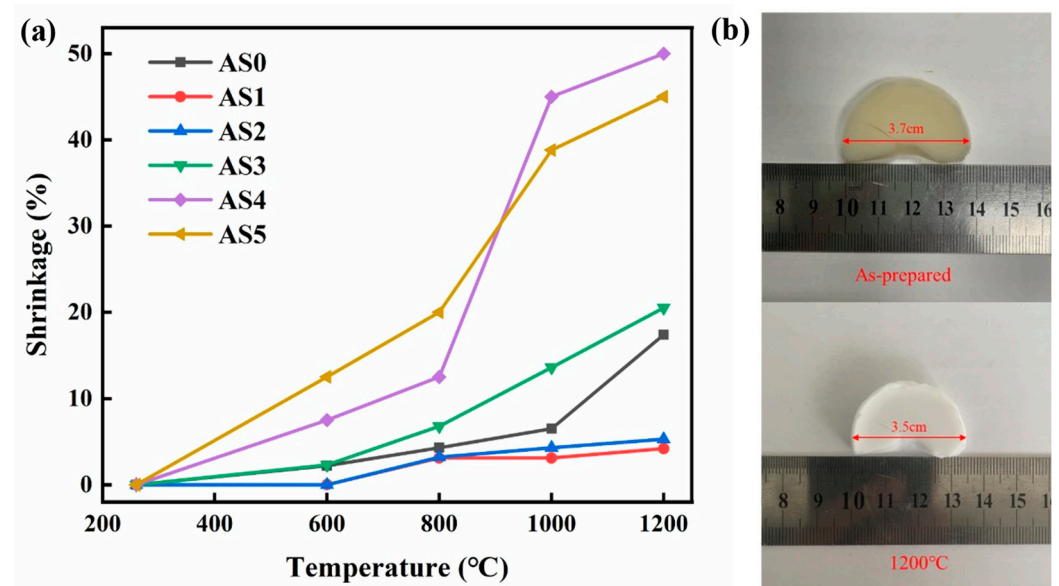 (a)
50
40
30
20
10
0
Shrinkage (%)
AS0
AS1
AS2
AS3
AS4
AS5
200 400 600 800 1000 1200
Temperature (℃)
(b)
3.7cm
8 9 10 11 12 13 14 15 16
As-prepared
3.5cm
8 9 10 11 12 13 14 15
1200℃